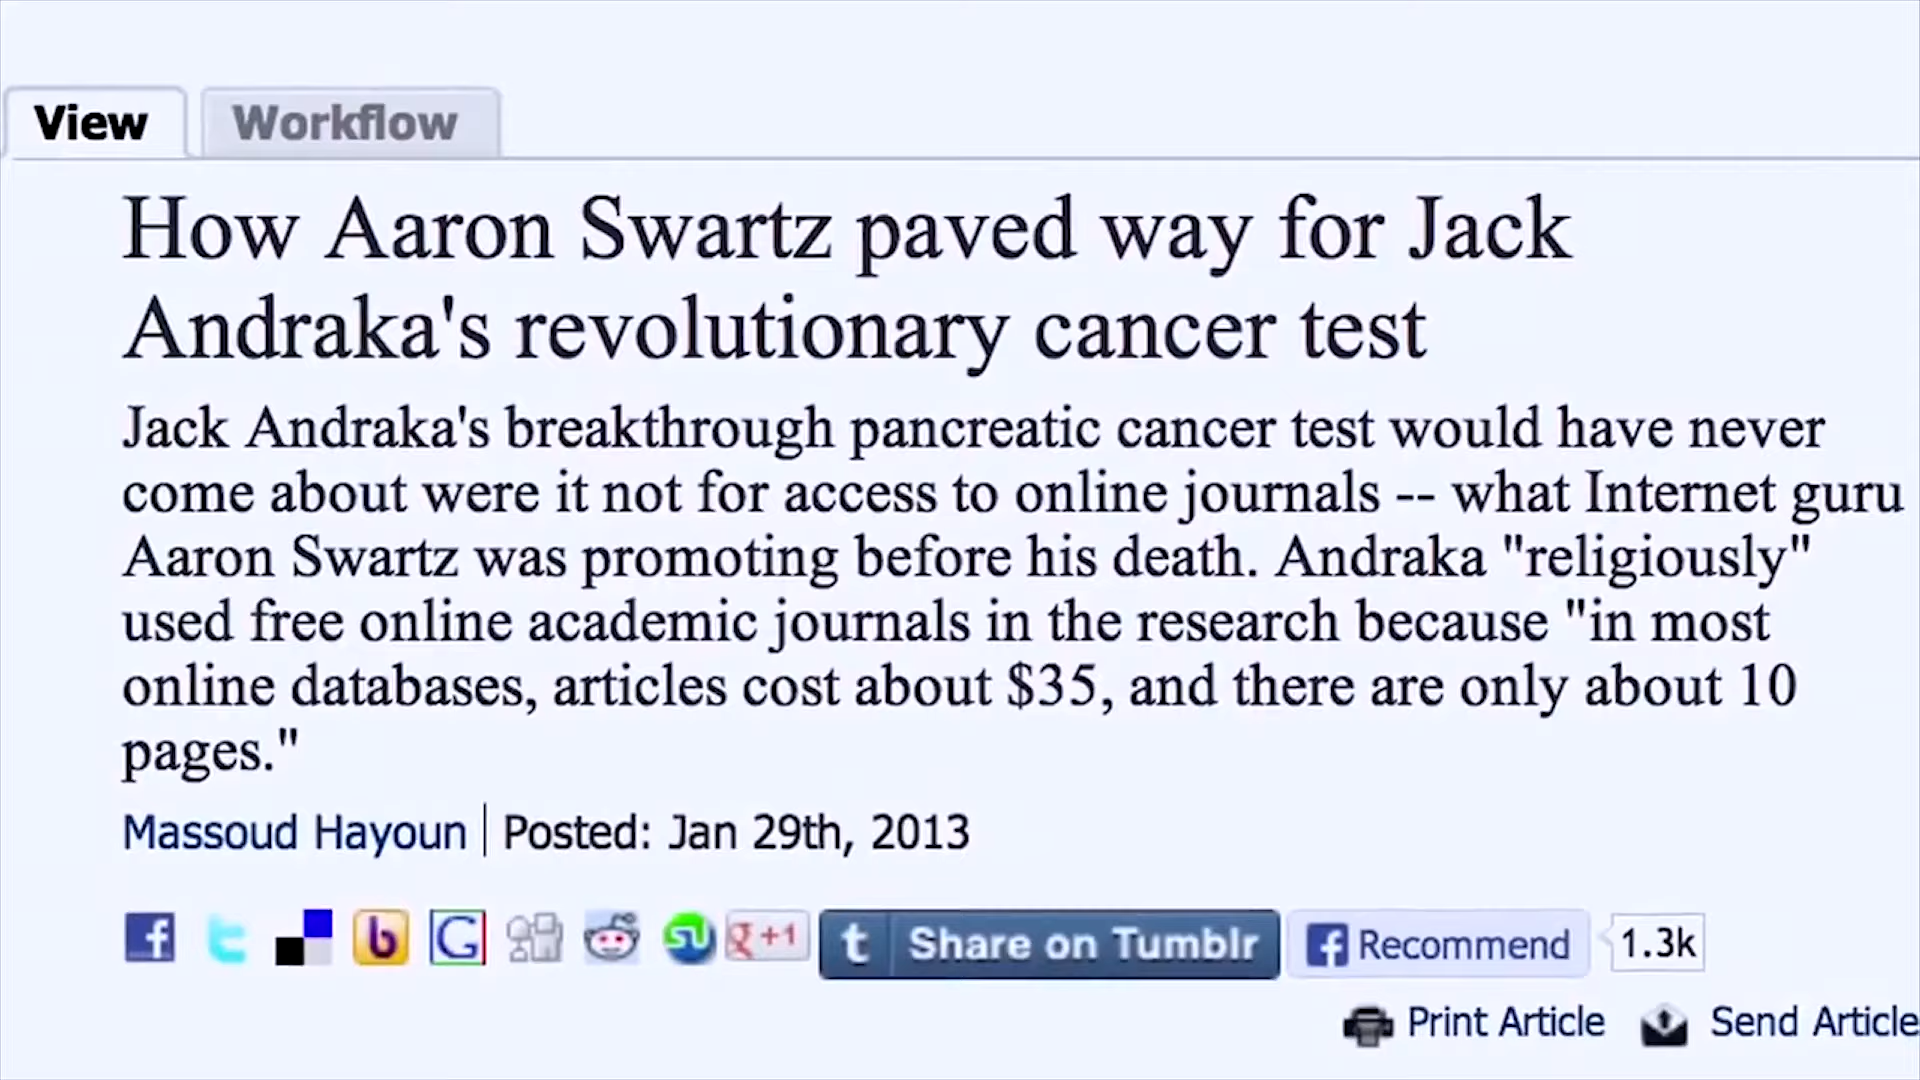 View Workflow
How Aaron Swartz paved way for Jack
Andraka's revolutionary cancer test
Jack Andraka's breakthrough pancreatic cancer test would have never
come about were it not for access to online journals -- what Internet guru
Aaron Swartz was promoting before his death. Andraka "religiously"
used free online academic journals in the research because "in most
online databases, articles cost about $35, and there are only about 10
pages."
Massoud Hayoun Posted: Jan 29th, 2013
f t b G su g +1 t Share on Tumblr f Recommend 1.3k
Print Article Send Article